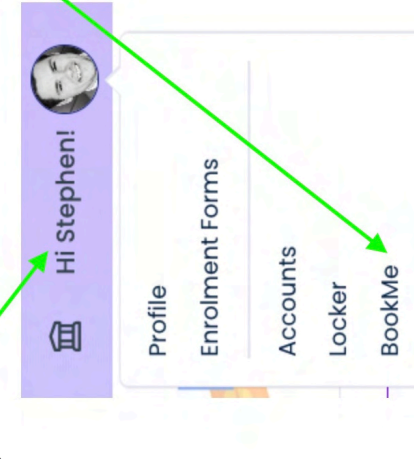 Hi Stephen!
Profile
Enrolment Forms
Accounts
Locker
BookMe